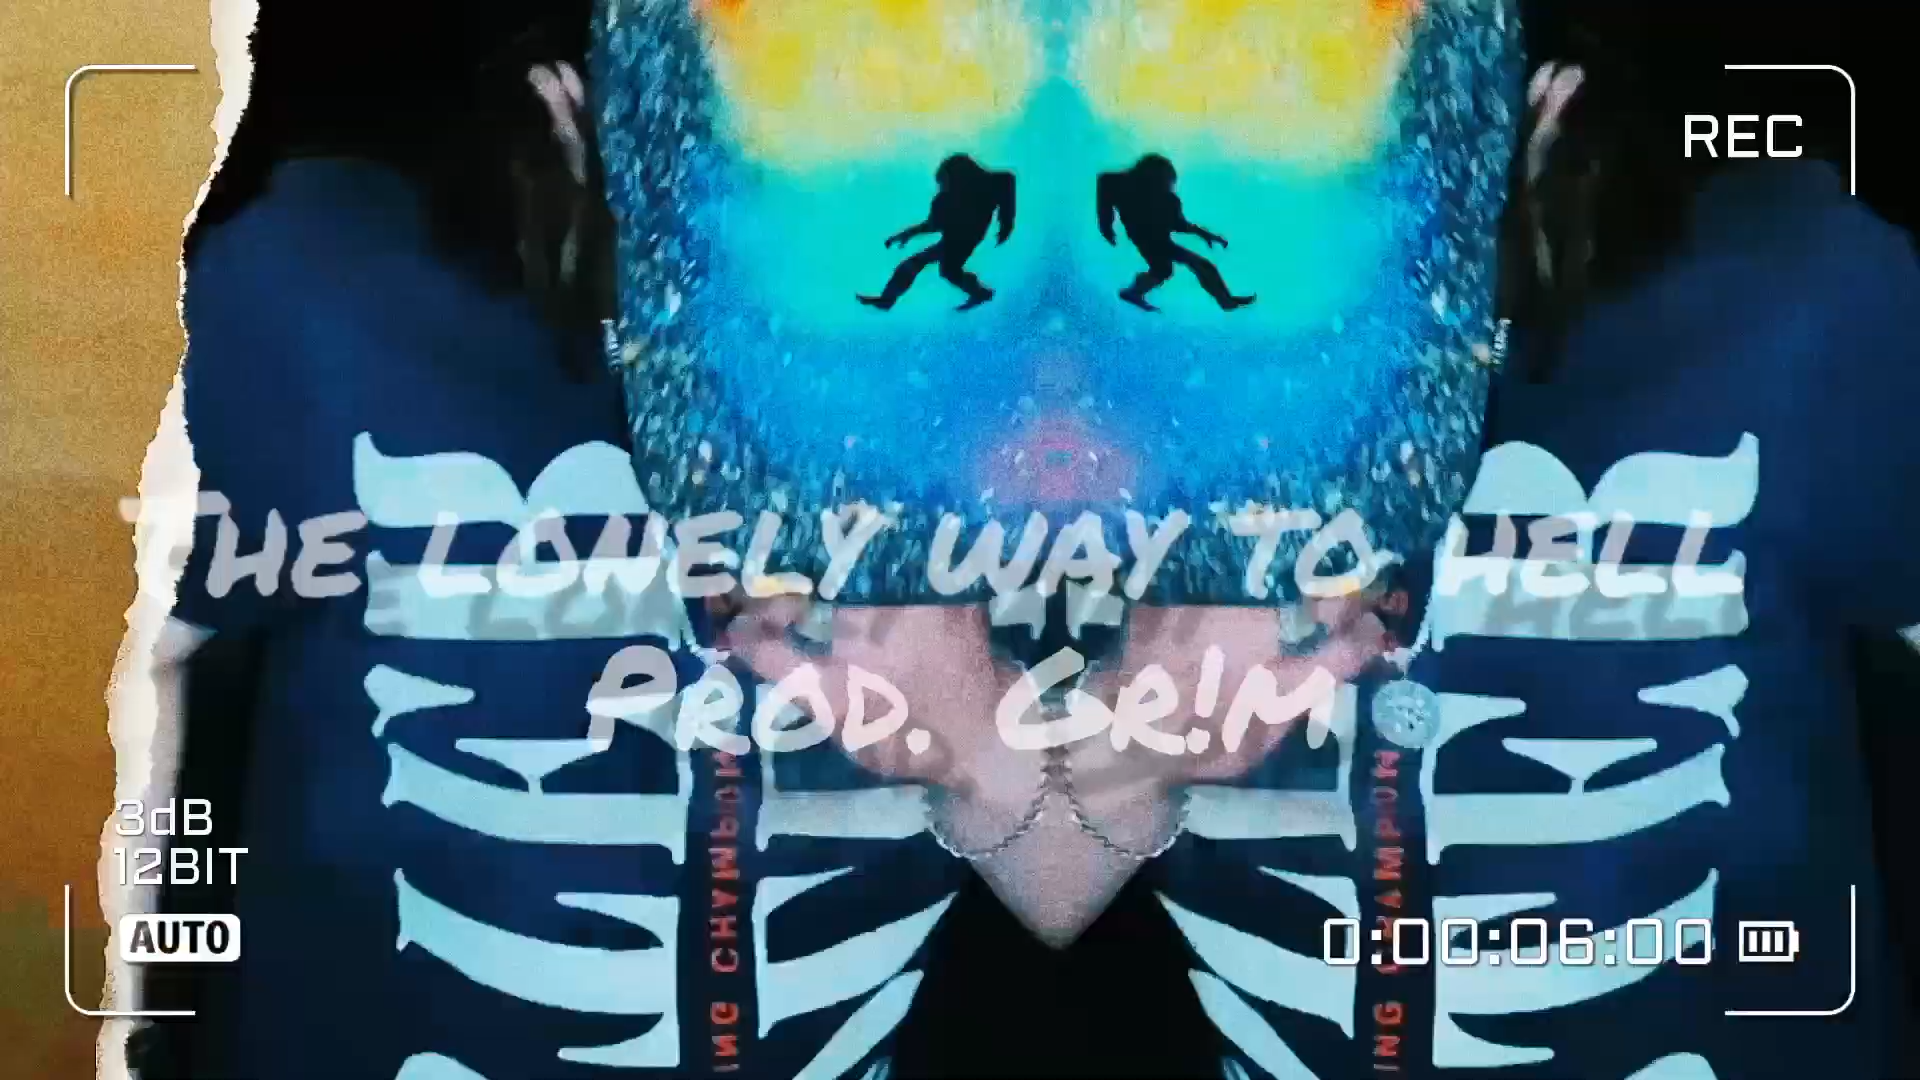 REC
The lonely way to hell
Prod. Gr!m
3dB
12BIT
AUTO
0:00:06:00